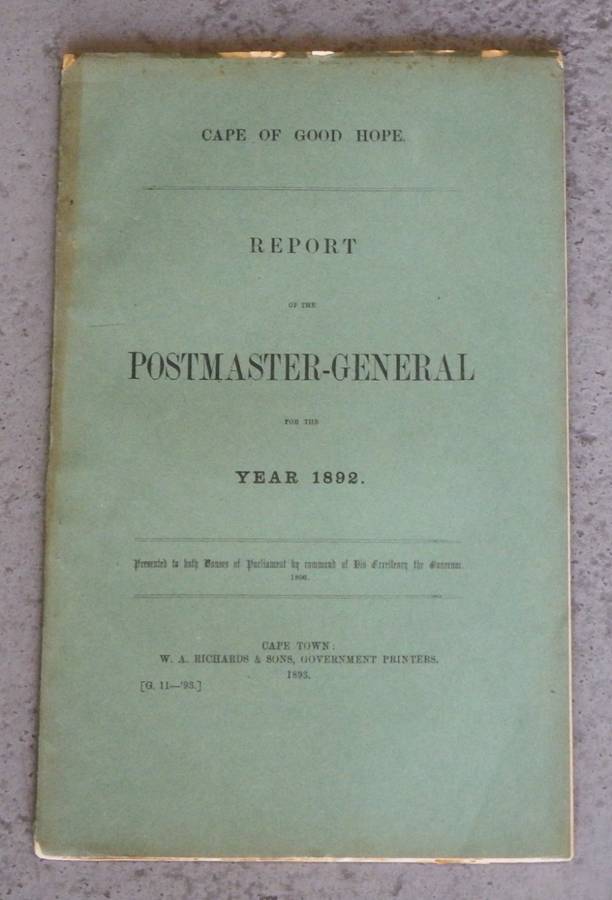 CAPE OF GOOD HOPE.
REPORT
OF THE
POSTMASTER-GENERAL
FOR THE
YEAR 1892.
Presented to both Houses of Parliament by command of His Excellency the Governor.
CAPE TOWN:
W. A. RICHARDS & SONS, GOVERNMENT PRINTERS.
1893.
[G. 11—'93.]